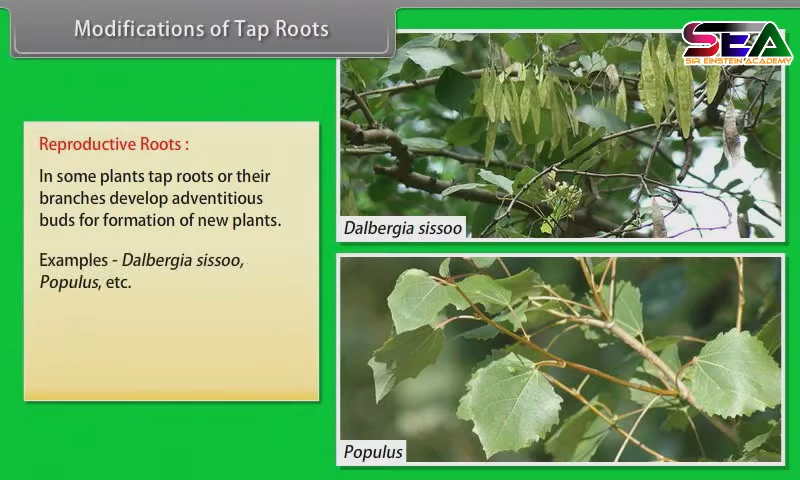 Modifications of Tap Roots
SEA
SIR EINSTEIN ACADEMY
Reproductive Roots :
In some plants tap roots or their
branches develop adventitious
buds for formation of new plants.
Examples - Dalbergia sissoo,
Populus, etc.
Dalbergia sissoo
Populus